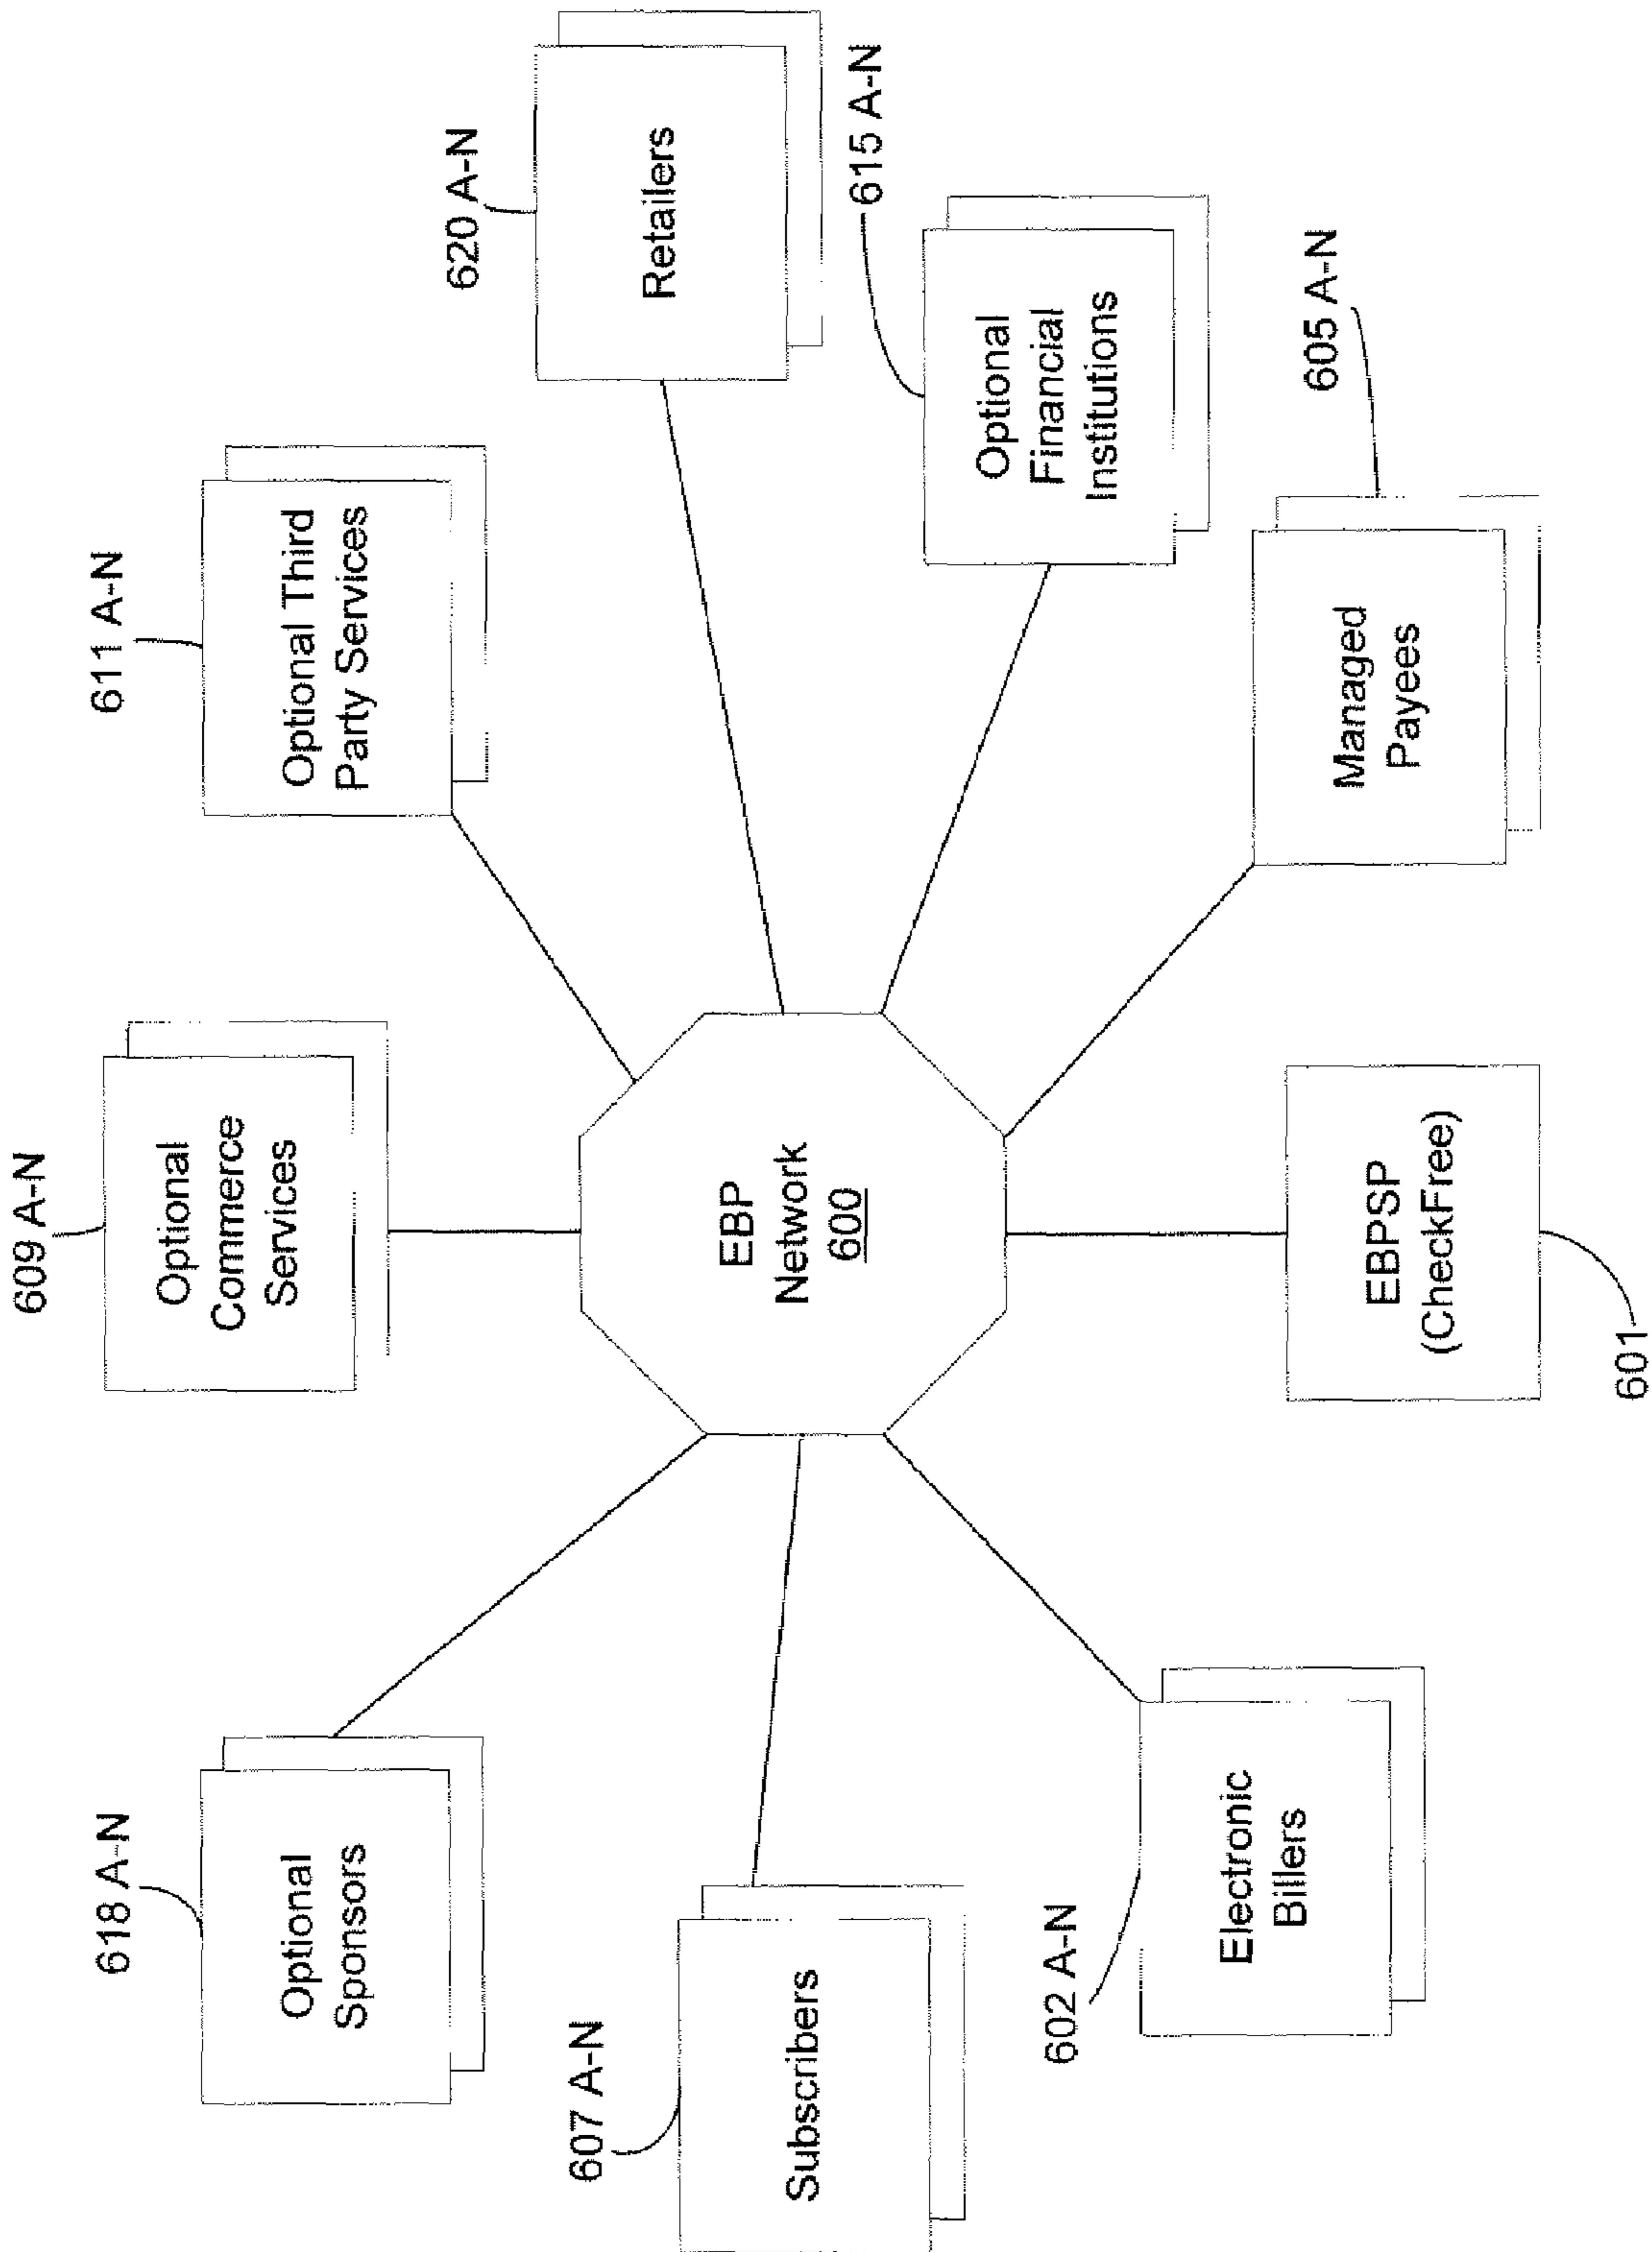 609 A-N
Optional
Commerce
Services
618 A-N
Optional
Sponsors
611 A-N
Optional Third
Party Services
607 A-N
Subscribers
EBP
Network
600
620 A-N
Retailers
602 A-N
Electronic
Billers
615 A-N
Optional
Financial
Institutions
601
EBPSP
(CheckFree)
605 A-N
Managed
Payees